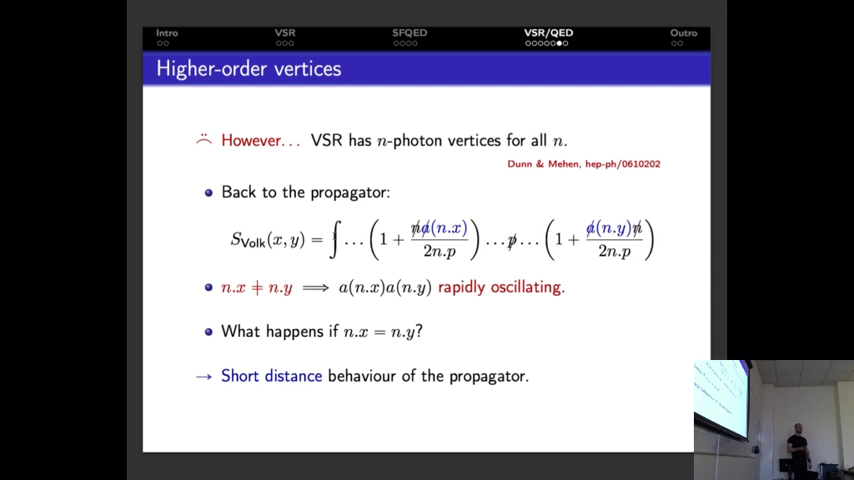 Intro VSR SFQED VSR/QED Outro
Higher-order vertices
However... VSR has n-photon vertices for all n.
Dunn & Mehen, hep-ph/0610202
Back to the propagator:
S_Volk(x, y) = ∫ ... (1 + n̸a̸(n.x) / 2n.p) ... p̸ ... (1 + a̸(n.y)n̸ / 2n.p)
n.x ≠ n.y ⟹ a(n.x)a(n.y) rapidly oscillating.
What happens if n.x = n.y?
→ Short distance behaviour of the propagator.